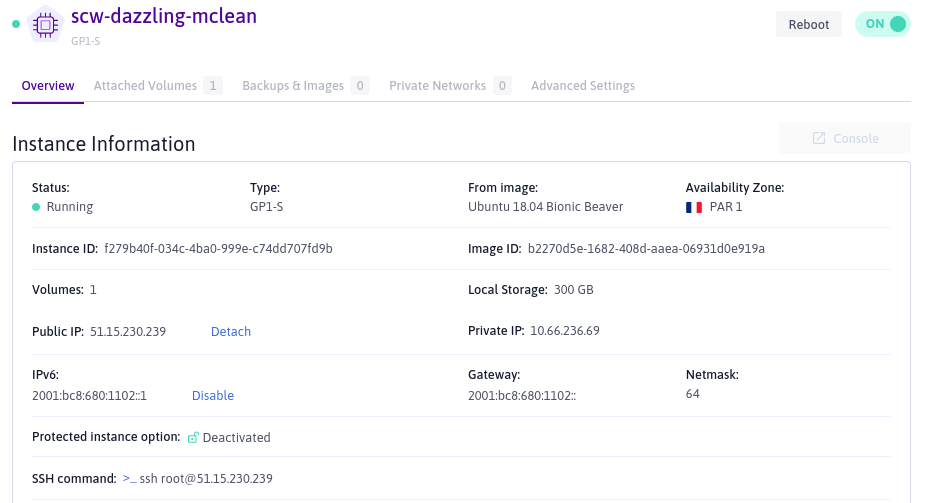 scw-dazzling-mclean
GP1-S
Reboot
ON
Overview Attached Volumes 1 Backups & Images 0 Private Networks 0 Advanced Settings
Instance Information
Console
Status: Type: From image: Availability Zone:
Running GP1-S Ubuntu 18.04 Bionic Beaver PAR 1
Instance ID: f279b40f-034c-4ba0-999e-c74dd707fd9b Image ID: b2270d5e-1682-408d-aaea-06931d0e919a
Volumes: 1 Local Storage: 300 GB
Public IP: 51.15.230.239 Detach Private IP: 10.66.236.69
IPv6: Gateway: Netmask:
2001:bc8:680:1102::1 Disable 2001:bc8:680:1102:: 64
Protected instance option: Deactivated
SSH command: >_ ssh root@51.15.230.239